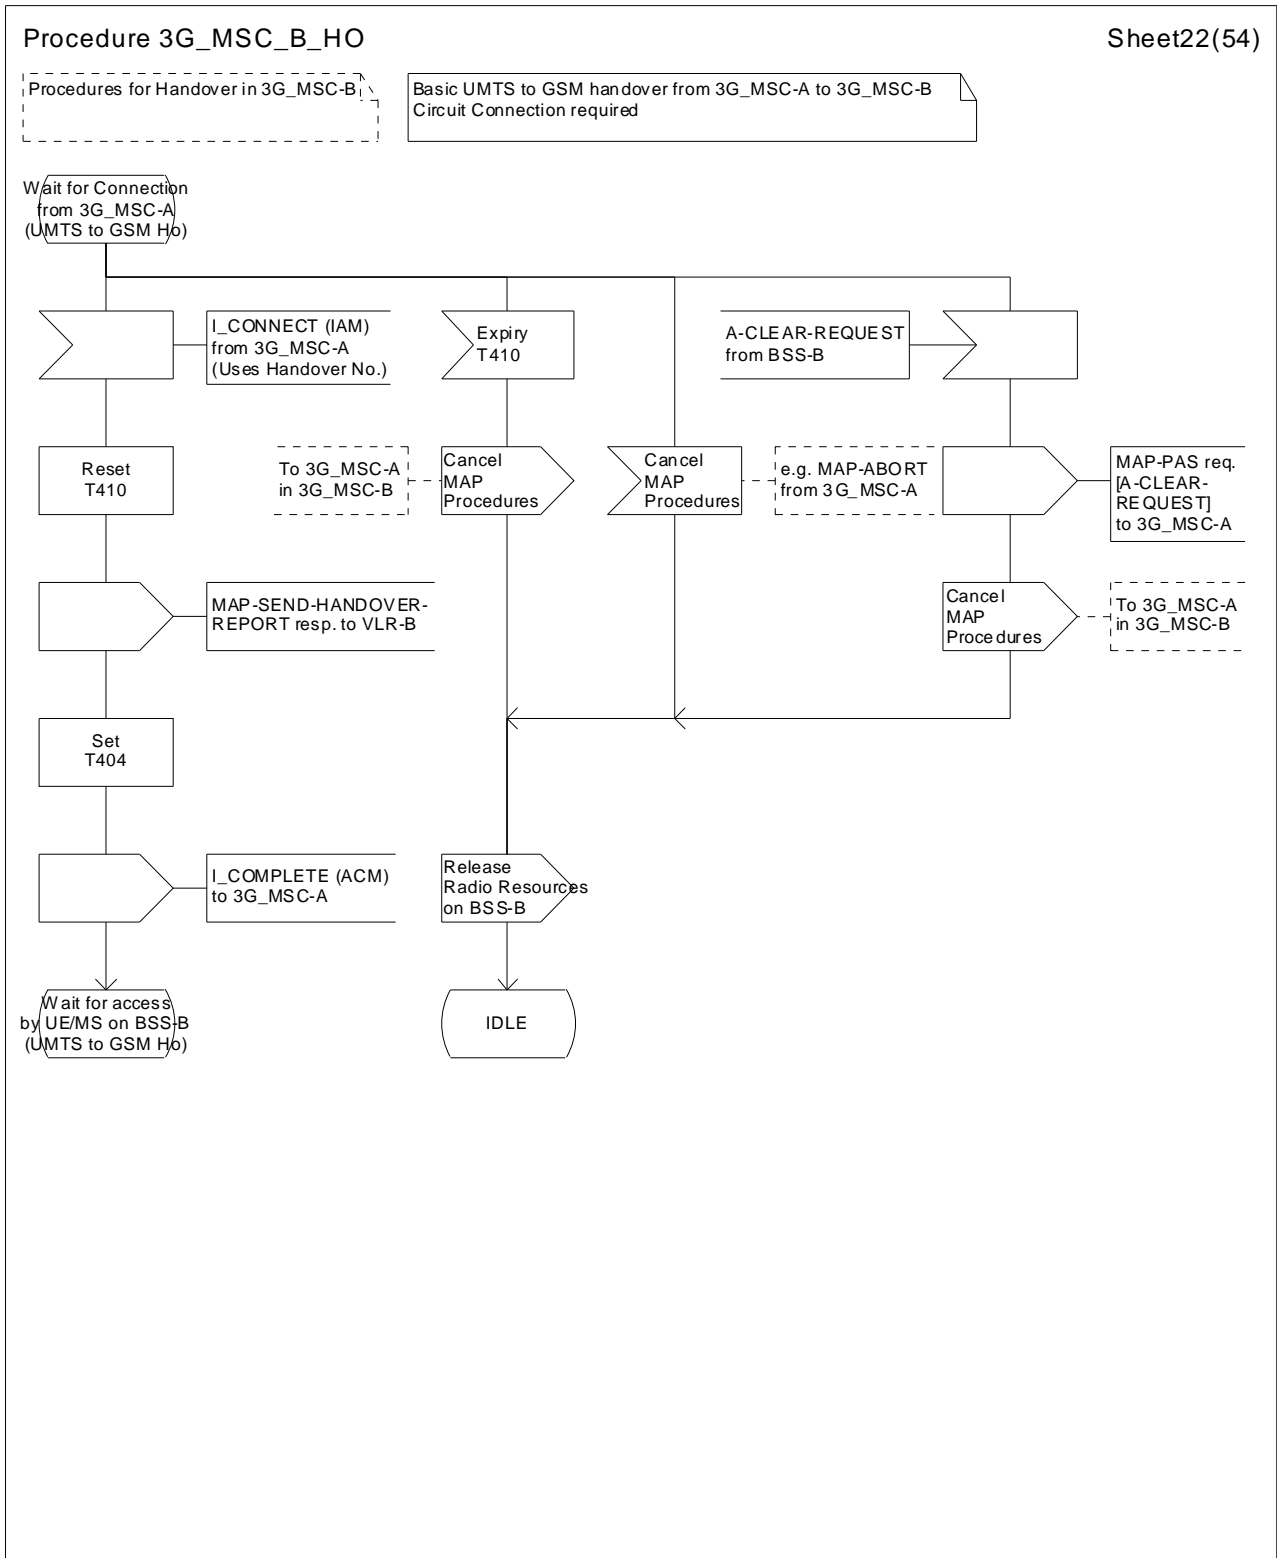 Procedure 3G_MSC_B_HO
Sheet22(54)
Procedures for Handover in 3G_MSC-B
Basic UMTS to GSM handover from 3G_MSC-A to 3G_MSC-B
Circuit Connection required
Wait for Connection
from 3G_MSC-A
(UMTS to GSM Ho)
I_CONNECT (IAM)
from 3G_MSC-A
(Uses Handover No.)
Expiry
T410
A-CLEAR-REQUEST
from BSS-B
Reset
T410
To 3G_MSC-A
in 3G_MSC-B
Cancel
MAP
Procedures
Cancel
MAP
Procedures
e.g. MAP-ABORT
from 3G_MSC-A
MAP-PAS req.
[A-CLEAR-
REQUEST]
to 3G_MSC-A
MAP-SEND-HANDOVER-
REPORT resp. to VLR-B
Cancel
MAP
Procedures
To 3G_MSC-A
in 3G_MSC-B
Set
T404
I_COMPLETE (ACM)
to 3G_MSC-A
Release
Radio Resources
on BSS-B
Wait for access
by UE/MS on BSS-B
(UMTS to GSM Ho)
IDLE